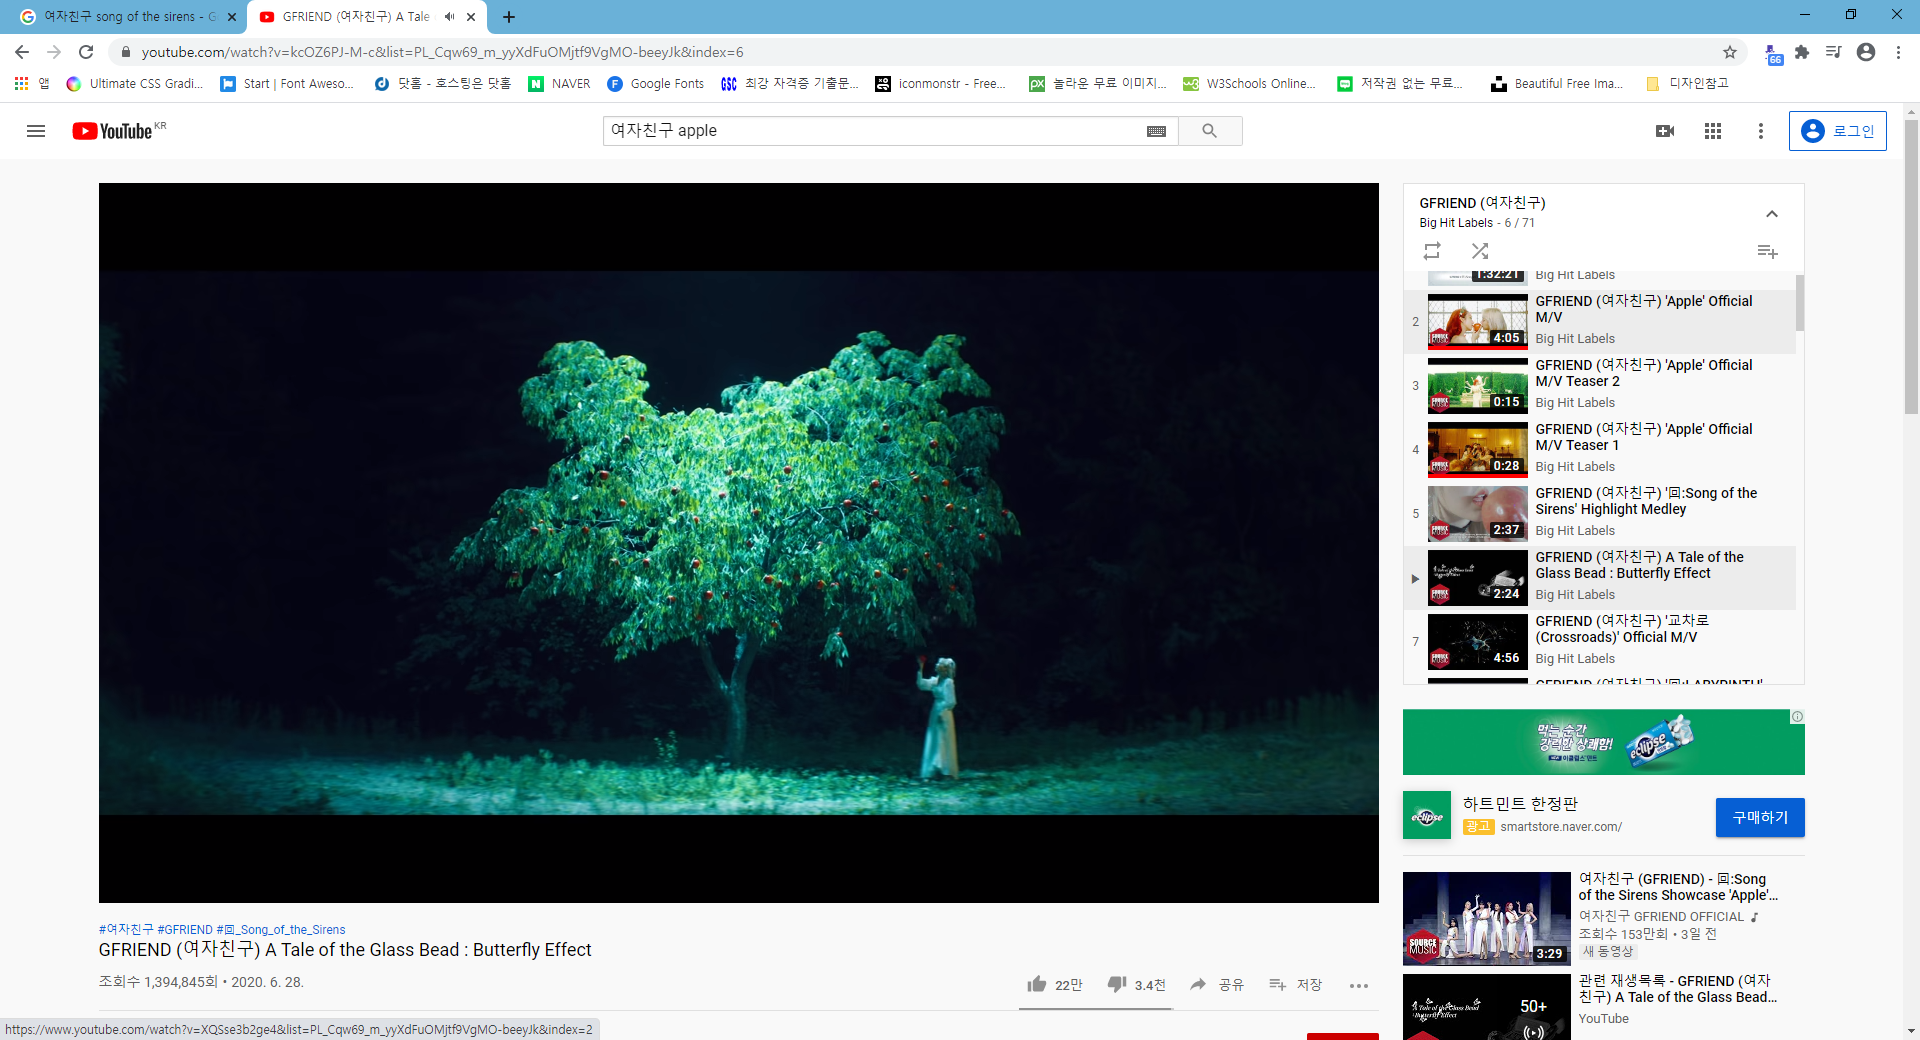 여자친구 song of the sirens - G
GFRIEND (여자친구) A Tale
youtube.com/watch?v=kcOZ6PJ-M-c&list=PL_Cqw69_m_yyXdFuOMjtf9VgMO-beeyJk&index=6
66
앱
Ultimate CSS Gradi...
Start | Font Aweso...
닷홈 - 호스팅은 닷홈
NAVER
Google Fonts
최강 자격증 기출문...
iconmonstr - Free...
놀라운 무료 이미지...
W3Schools Online...
저작권 없는 무료...
Beautiful Free Ima...
디자인참고
YouTube KR
여자친구 apple
로그인
GFRIEND (여자친구)
Big Hit Labels - 6 / 71
1:32:21
Big Hit Labels
2
4:05
GFRIEND (여자친구) 'Apple' Official
M/V
Big Hit Labels
3
0:15
GFRIEND (여자친구) 'Apple' Official
M/V Teaser 2
Big Hit Labels
4
0:28
GFRIEND (여자친구) 'Apple' Official
M/V Teaser 1
Big Hit Labels
5
2:37
GFRIEND (여자친구) '回:Song of the
Sirens' Highlight Medley
Big Hit Labels
2:24
GFRIEND (여자친구) A Tale of the
Glass Bead : Butterfly Effect
Big Hit Labels
7
4:56
GFRIEND (여자친구) '교차로
(Crossroads)' Official M/V
Big Hit Labels
GFRIEND (여자친구) '回:LABYRINTH'
먹는 순간
강력한 상쾌함!
eclipse
eclipse
하트민트 한정판
광고 smartstore.naver.com/
구매하기
SOURCE
MUSIC
3:29
여자친구 (GFRIEND) - 回:Song
of the Sirens Showcase 'Apple'...
여자친구 GFRIEND OFFICIAL
조회수 153만회 • 3일 전
새 동영상
A Tale of the Glass Bead
Butterfly Effect
50+
관련 재생목록 - GFRIEND (여자
친구) A Tale of the Glass Bead...
YouTube
#여자친구 #GFRIEND #回_Song_of_the_Sirens
GFRIEND (여자친구) A Tale of the Glass Bead : Butterfly Effect
조회수 1,394,845회 • 2020. 6. 28.
22만
3.4천
공유
저장
https://www.youtube.com/watch?v=XQSse3b2ge4&list=PL_Cqw69_m_yyXdFuOMjtf9VgMO-beeyJk&index=2